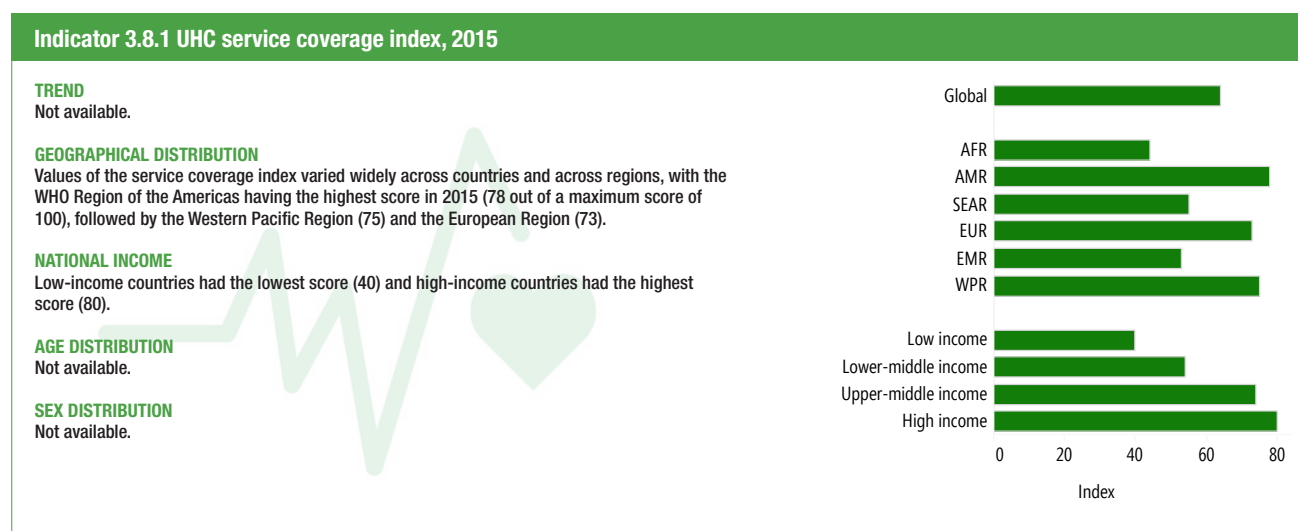 Indicator 3.8.1 UHC service coverage index, 2015
TREND
Not available.
GEOGRAPHICAL DISTRIBUTION
Values of the service coverage index varied widely across countries and across regions, with the
WHO Region of the Americas having the highest score in 2015 (78 out of a maximum score of
100), followed by the Western Pacific Region (75) and the European Region (73).
NATIONAL INCOME
Low-income countries had the lowest score (40) and high-income countries had the highest
score (80).
AGE DISTRIBUTION
Not available.
SEX DISTRIBUTION
Not available.
Global
AFR
AMR
SEAR
EUR
EMR
WPR
Low income
Lower-middle income
Upper-middle income
High income
0 20 40 60 80
Index